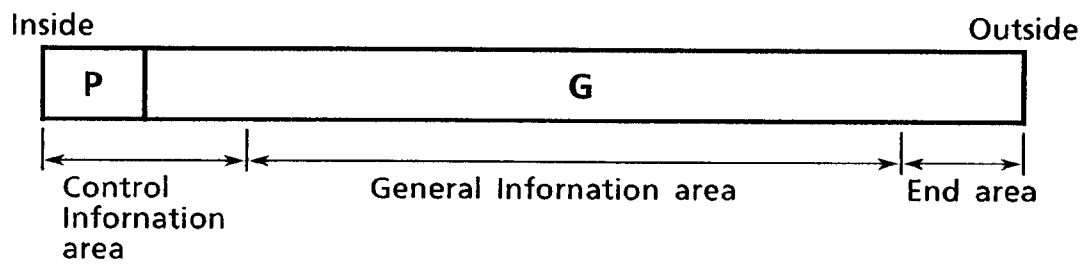 Inside Outside
P G
Control General Infornation area End area
Infornation
area